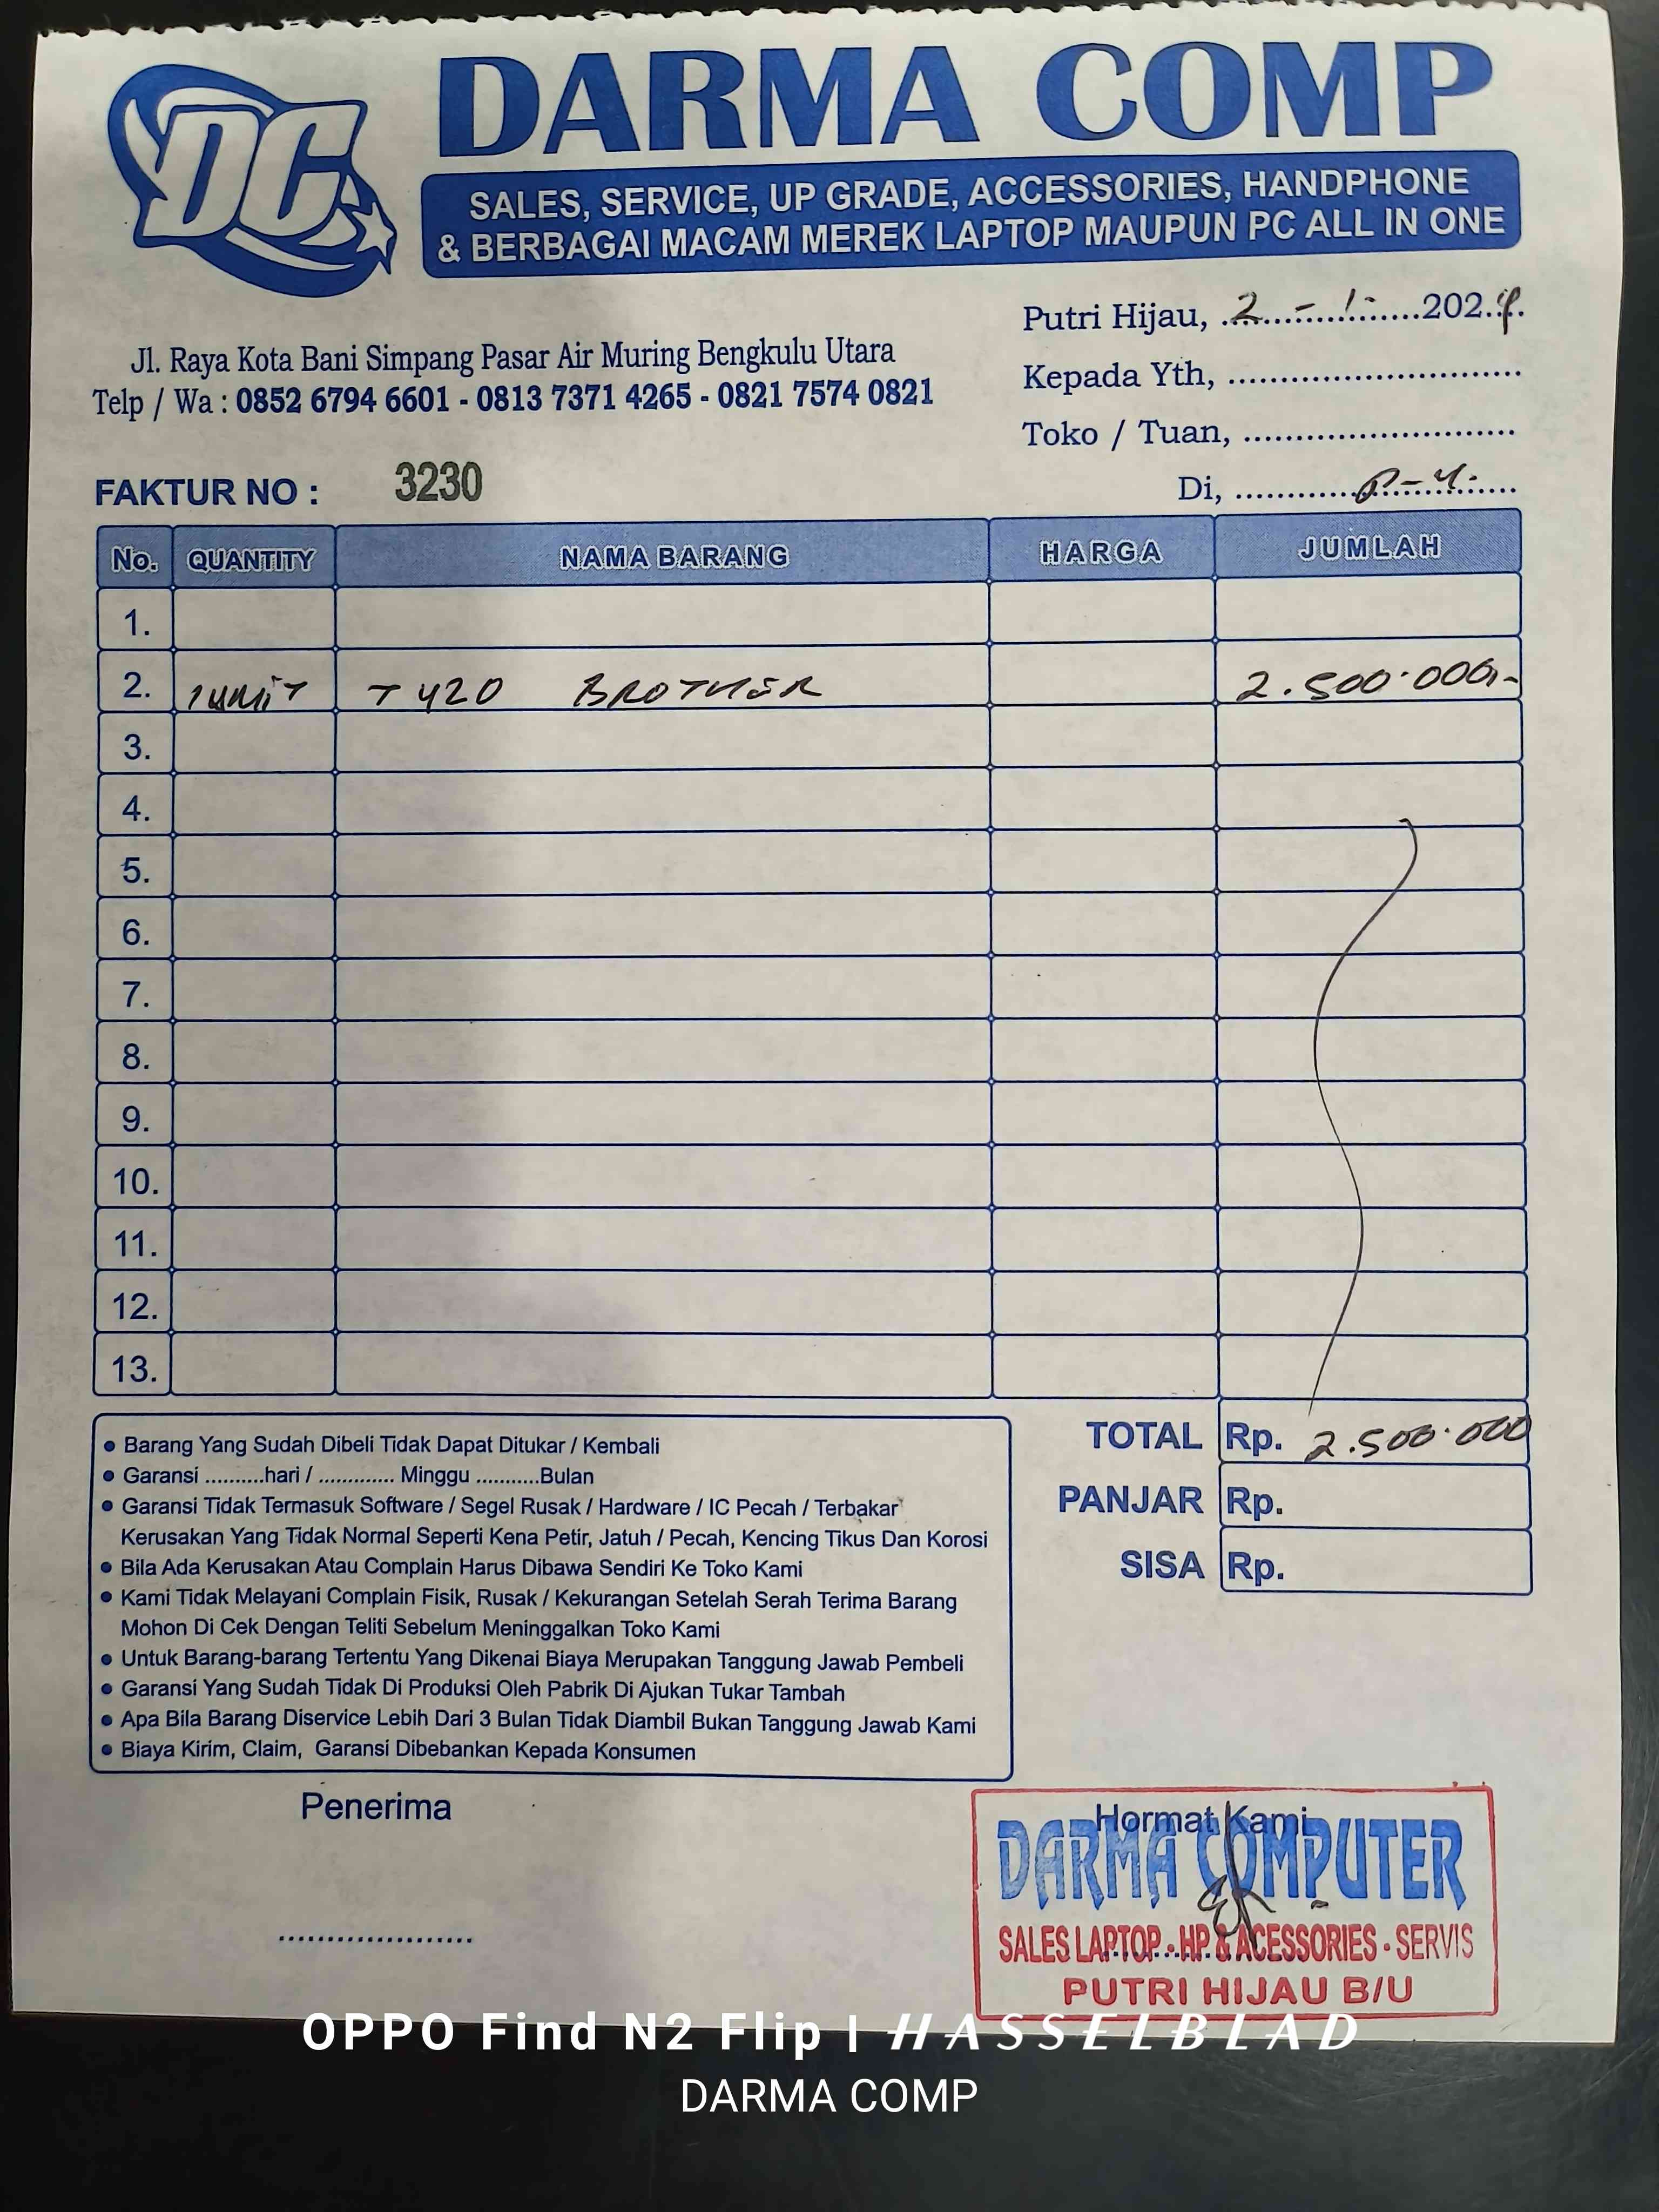 DC
DARMA COMP
SALES, SERVICE, UP GRADE, ACCESSORIES, HANDPHONE
& BERBAGAI MACAM MEREK LAPTOP MAUPUN PC ALL IN ONE
Jl. Raya Kota Bani Simpang Pasar Air Muring Bengkulu Utara
Telp / Wa : 0852 6794 6601 - 0813 7371 4265 - 0821 7574 0821
Putri Hijau, 2 - 1 - 2024.
Kepada Yth, ............................
Toko / Tuan, ..........................
Di, ............................
FAKTUR NO : 3230
No. QUANTITY NAMA BARANG HARGA JUMLAH
1.
2. 1 UNIT T420 BROTHER 2.500.000,-
3.
4.
5.
6.
7.
8.
9.
10.
11.
12.
13.
TOTAL Rp. 2.500.000
PANJAR Rp.
SISA Rp.
• Barang Yang Sudah Dibeli Tidak Dapat Ditukar / Kembali
• Garansi ..........hari / ............. Minggu ...........Bulan
• Garansi Tidak Termasuk Software / Segel Rusak / Hardware / IC Pecah / Terbakar
Kerusakan Yang Tidak Normal Seperti Kena Petir, Jatuh / Pecah, Kencing Tikus Dan Korosi
• Bila Ada Kerusakan Atau Complain Harus Dibawa Sendiri Ke Toko Kami
• Kami Tidak Melayani Complain Fisik, Rusak / Kekurangan Setelah Serah Terima Barang
Mohon Di Cek Dengan Teliti Sebelum Meninggalkan Toko Kami
• Untuk Barang-barang Tertentu Yang Dikenai Biaya Merupakan Tanggung Jawab Pembeli
• Garansi Yang Sudah Tidak Di Produksi Oleh Pabrik Di Ajukan Tukar Tambah
• Apa Bila Barang Diservice Lebih Dari 3 Bulan Tidak Diambil Bukan Tanggung Jawab Kami
• Biaya Kirim, Claim, Garansi Dibebankan Kepada Konsumen
Penerima
.....................
Hormat Kami
DARMA COMPUTER
SALES LAPTOP - HP & ACESSORIES - SERVIS
PUTRI HIJAU B/U
OPPO Find N2 Flip | HASSELBLAD
DARMA COMP